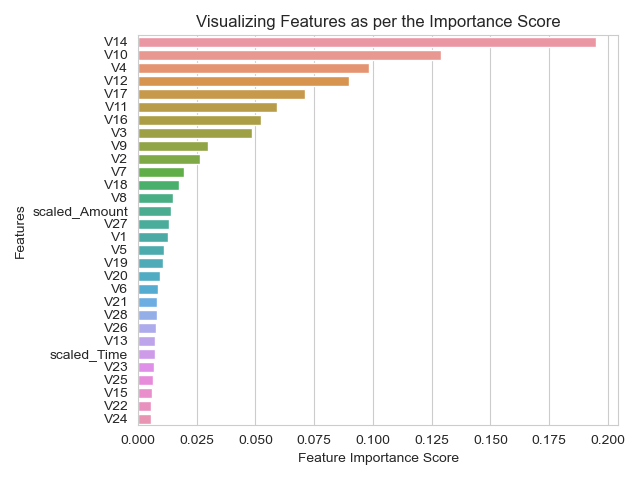 Visualizing Features as per the Importance Score
V14
V10
V4
V12
V17
V11
V16
V3
V9
V2
V7
V18
V8
scaled_Amount
V27
V1
V5
V19
V20
V6
V21
V28
V26
V13
scaled_Time
V23
V25
V15
V22
V24
Features
0.000 0.025 0.050 0.075 0.100 0.125 0.150 0.175 0.200
Feature Importance Score